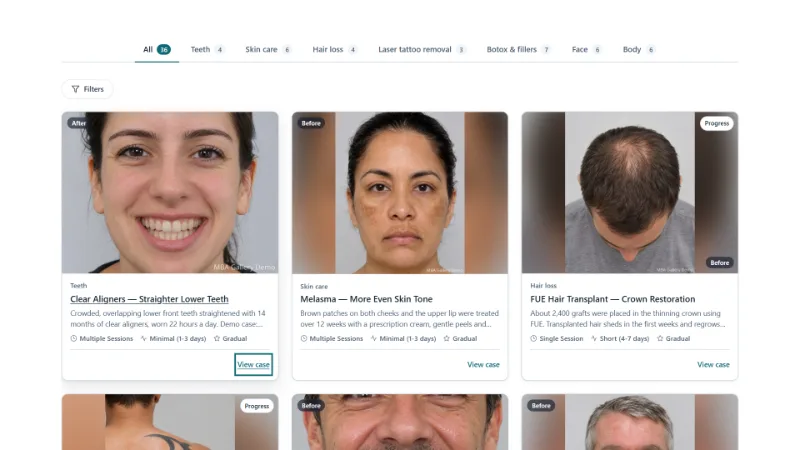 All 36 Teeth 4 Skin care 6 Hair loss 4 Laser tattoo removal 3 Botox & fillers 7 Face 6 Body 6
Filters
After
MBA Gallery Demo
Teeth
Clear Aligners — Straighter Lower Teeth
Crowded, overlapping lower front teeth straightened with 14
months of clear aligners, worn 22 hours a day. Demo case:...
Multiple Sessions Minimal (1-3 days) Gradual
View case
Before
Skin care
Melasma — More Even Skin Tone
Brown patches on both cheeks and the upper lip were treated
over 12 weeks with a prescription cream, gentle peels and...
Multiple Sessions Minimal (1-3 days) Gradual
View case
Progress
Before
Hair loss
FUE Hair Transplant — Crown Restoration
About 2,400 grafts were placed in the thinning crown using
FUE. Transplanted hair sheds in the first weeks and regrows...
Single Session Short (4-7 days) Gradual
View case
Progress
Before
Before